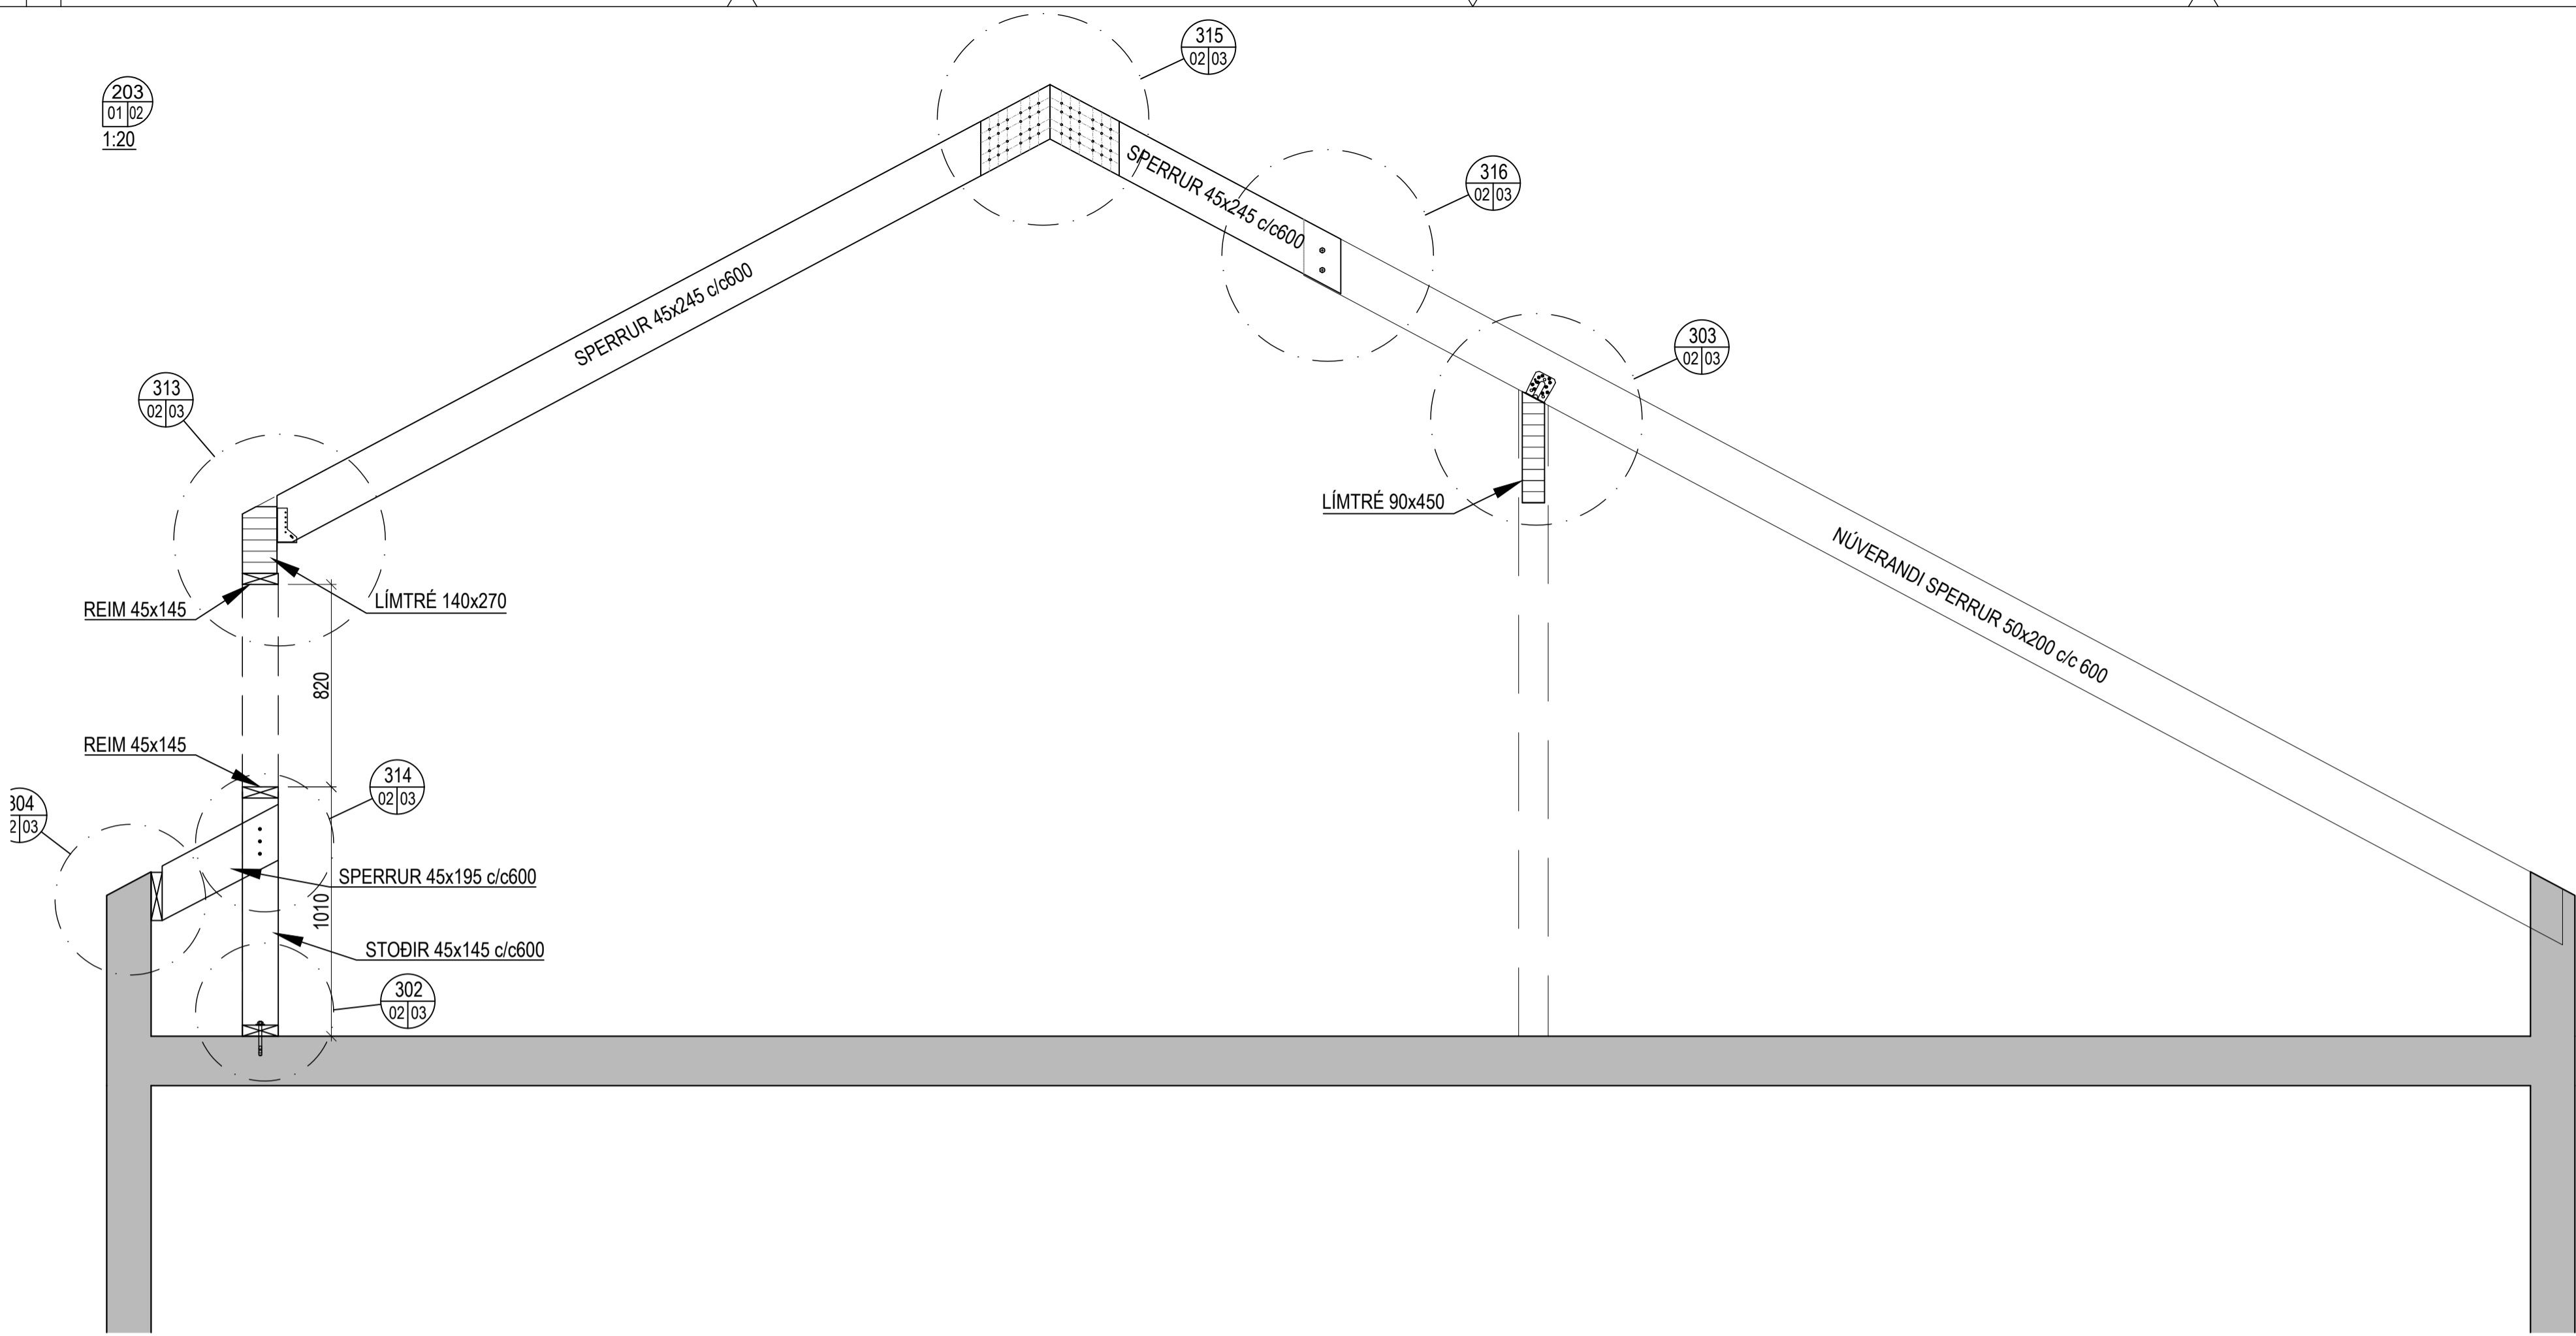 315
02 03
203
01 02
1:20
316
02 03
SPERRUR 45x245 c/c600
SPERRUR 45x245 c/c600
303
02 03
313
02 03
LÍMTRÉ 90x450
NÚVERANDI SPERRUR 50x200 c/c 600
REIM 45x145
LÍMTRÉ 140x270
820
REIM 45x145
314
02 03
304
2 03
SPERRUR 45x195 c/c600
1010
STOÐIR 45x145 c/c600
302
02 03